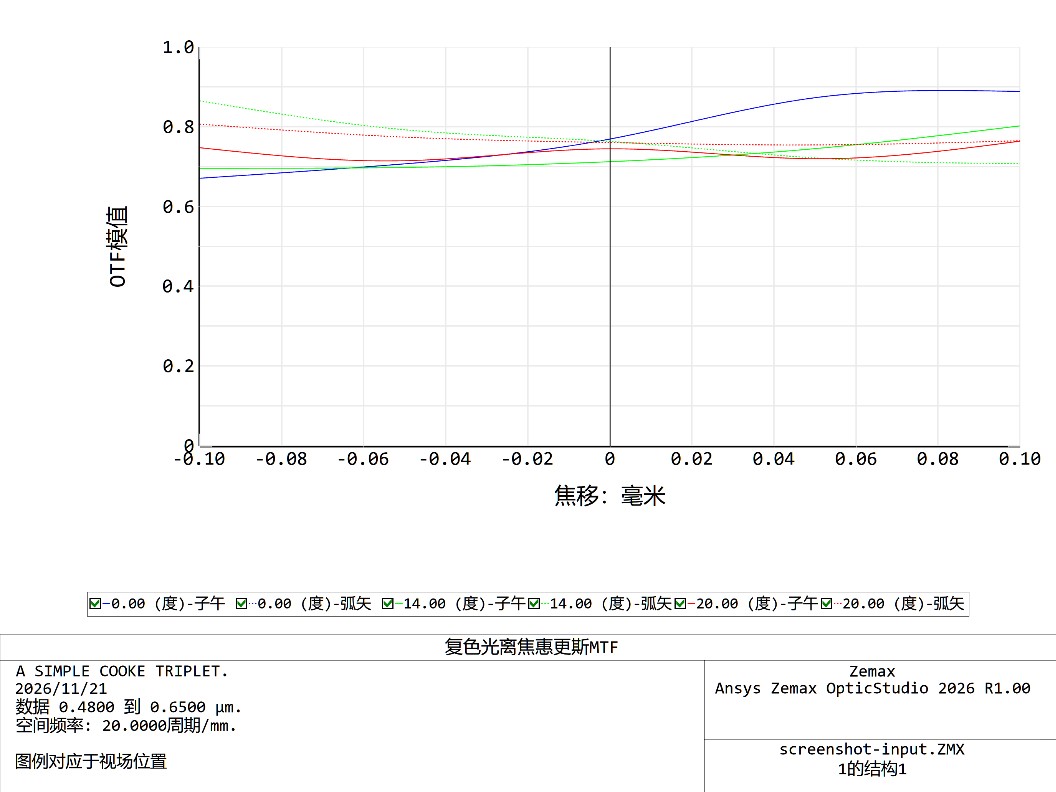 1.0
0.8
0.6
0.4
0.2
0
OTF模值
-0.10 -0.08 -0.06 -0.04 -0.02 0 0.02 0.04 0.06 0.08 0.10
焦移: 毫米
0.00 (度)-子午 0.00 (度)-弧矢 14.00 (度)-子午 14.00 (度)-弧矢 20.00 (度)-子午 20.00 (度)-弧矢
复色光离焦惠更斯MTF
A SIMPLE COOKE TRIPLET.
2026/11/21
数据 0.4800 到 0.6500 µm.
空间频率: 20.0000周期/mm.
图例对应于视场位置
Zemax
Ansys Zemax OpticStudio 2026 R1.00
screenshot-input.ZMX
1的结构1